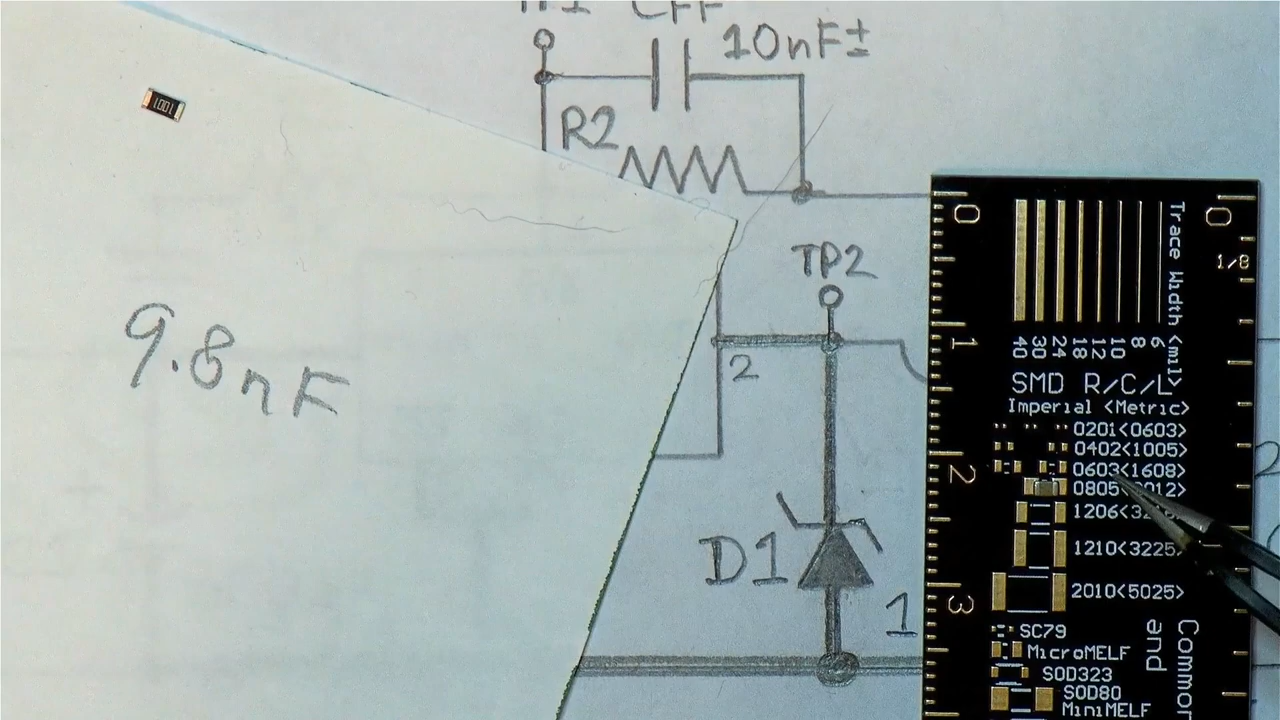 CFF
10nF±
1001
R2
TP2
2
9.8nF
D1
1
0
0
1/8
Trace Width <mil>
40 30 24 18 12 10 8 6
1
SMD R/C/L
Imperial <Metric>
0201<0603>
0402<1005>
0603<1608>
2
1206<3216>
1210<3225>
2010<5025>
3
SC79
MicroMELF
SOD323
SOD80
MiniMELF
and